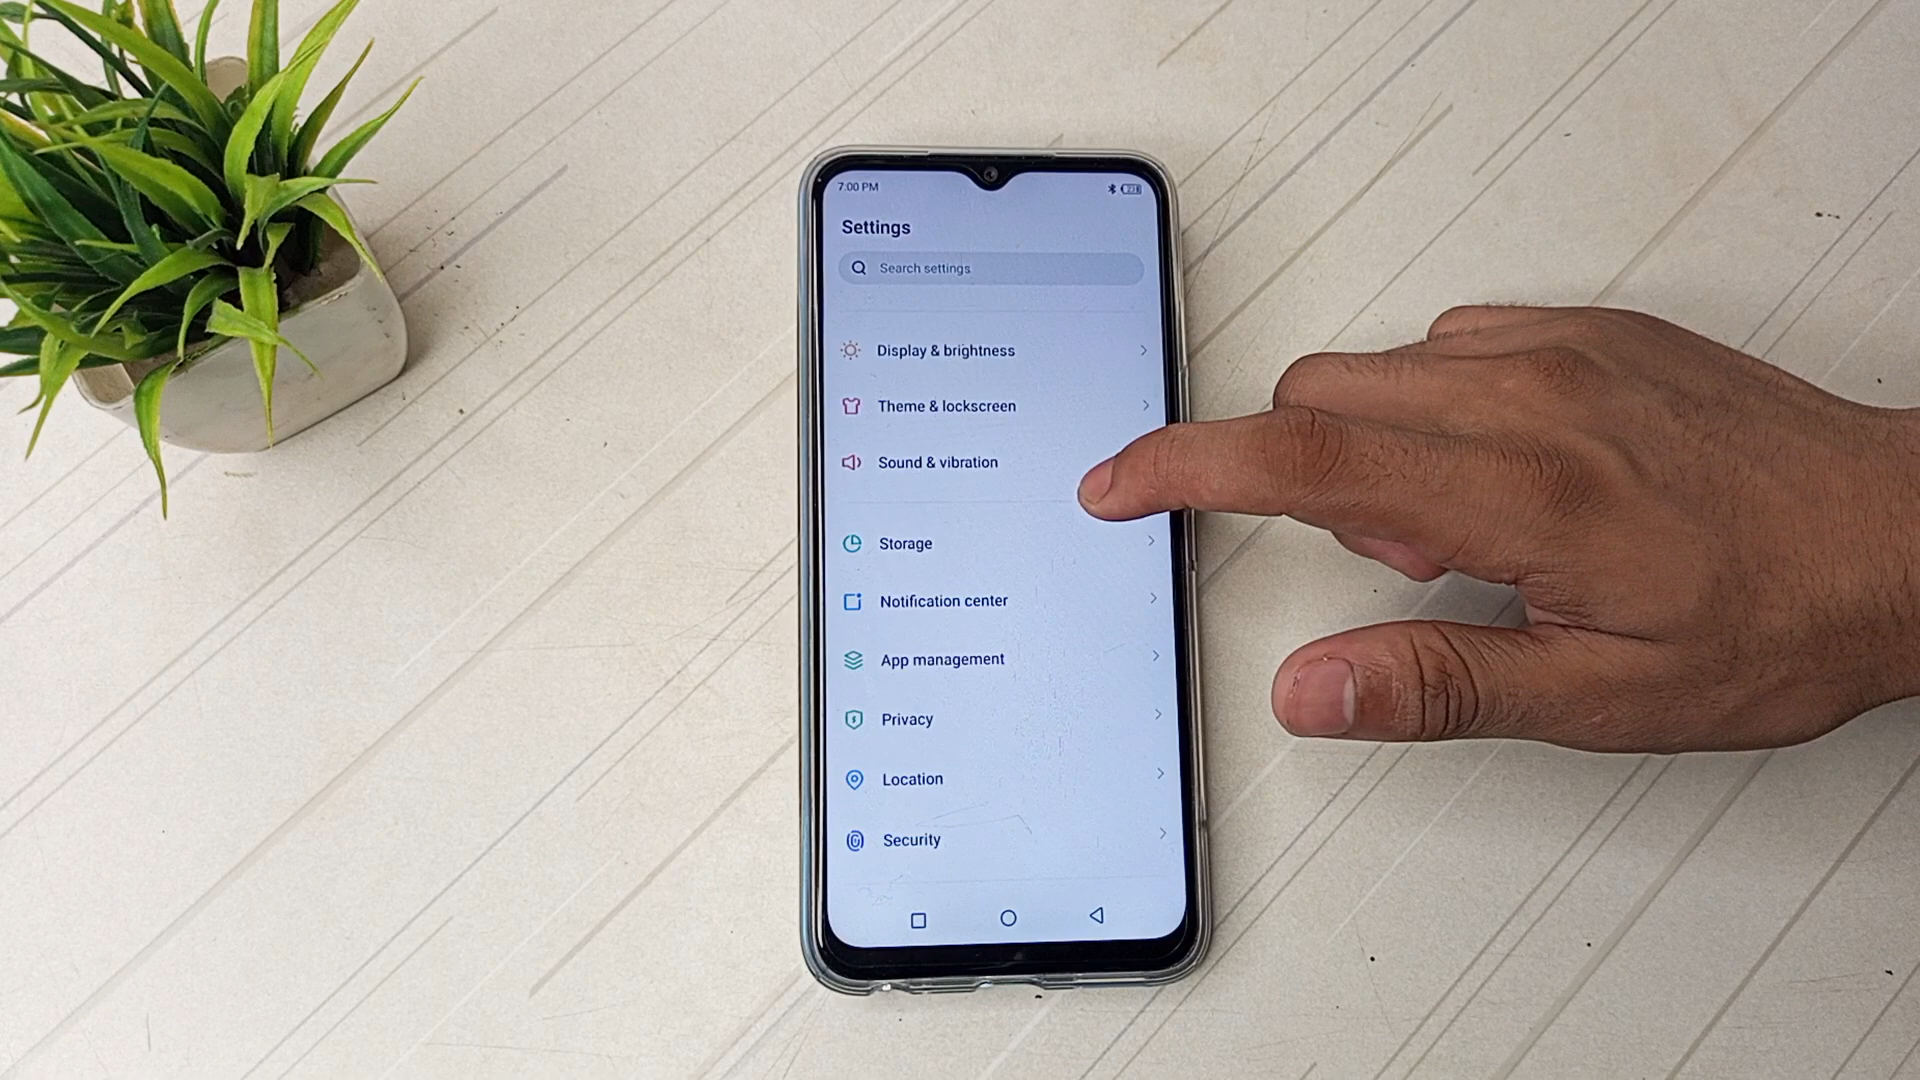 7:00 PM
Settings
Search settings
Display & brightness
Theme & lockscreen
Sound & vibration
Storage
Notification center
App management
Privacy
Location
Security